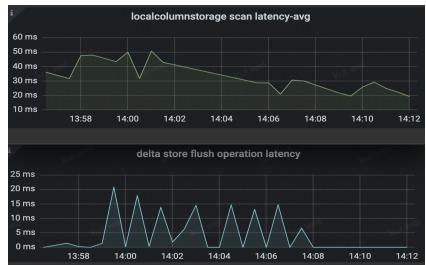 localcolumnstorage scan latency-avg
60 ms
50 ms
40 ms
30 ms
20 ms
10 ms
13:58 14:00 14:02 14:04 14:06 14:08 14:10 14:12
delta store flush operation latency
25 ms
20 ms
15 ms
10 ms
5 ms
0 ms
13:58 14:00 14:02 14:04 14:06 14:08 14:10 14:12